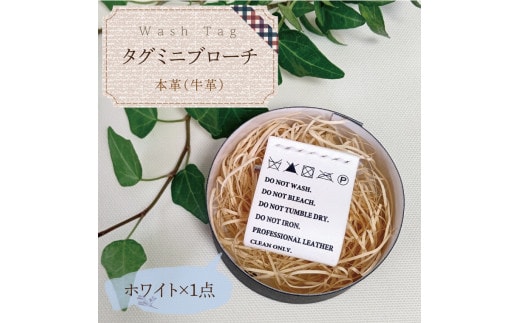 Wash Tag
タグミニブローチ
本革(牛革)
DO NOT WASH.
DO NOT BLEACH.
DO NOT TUMBLE DRY.
DO NOT IRON.
PROFESSIONAL LEATHER
CLEAN ONLY.
ホワイト×1点